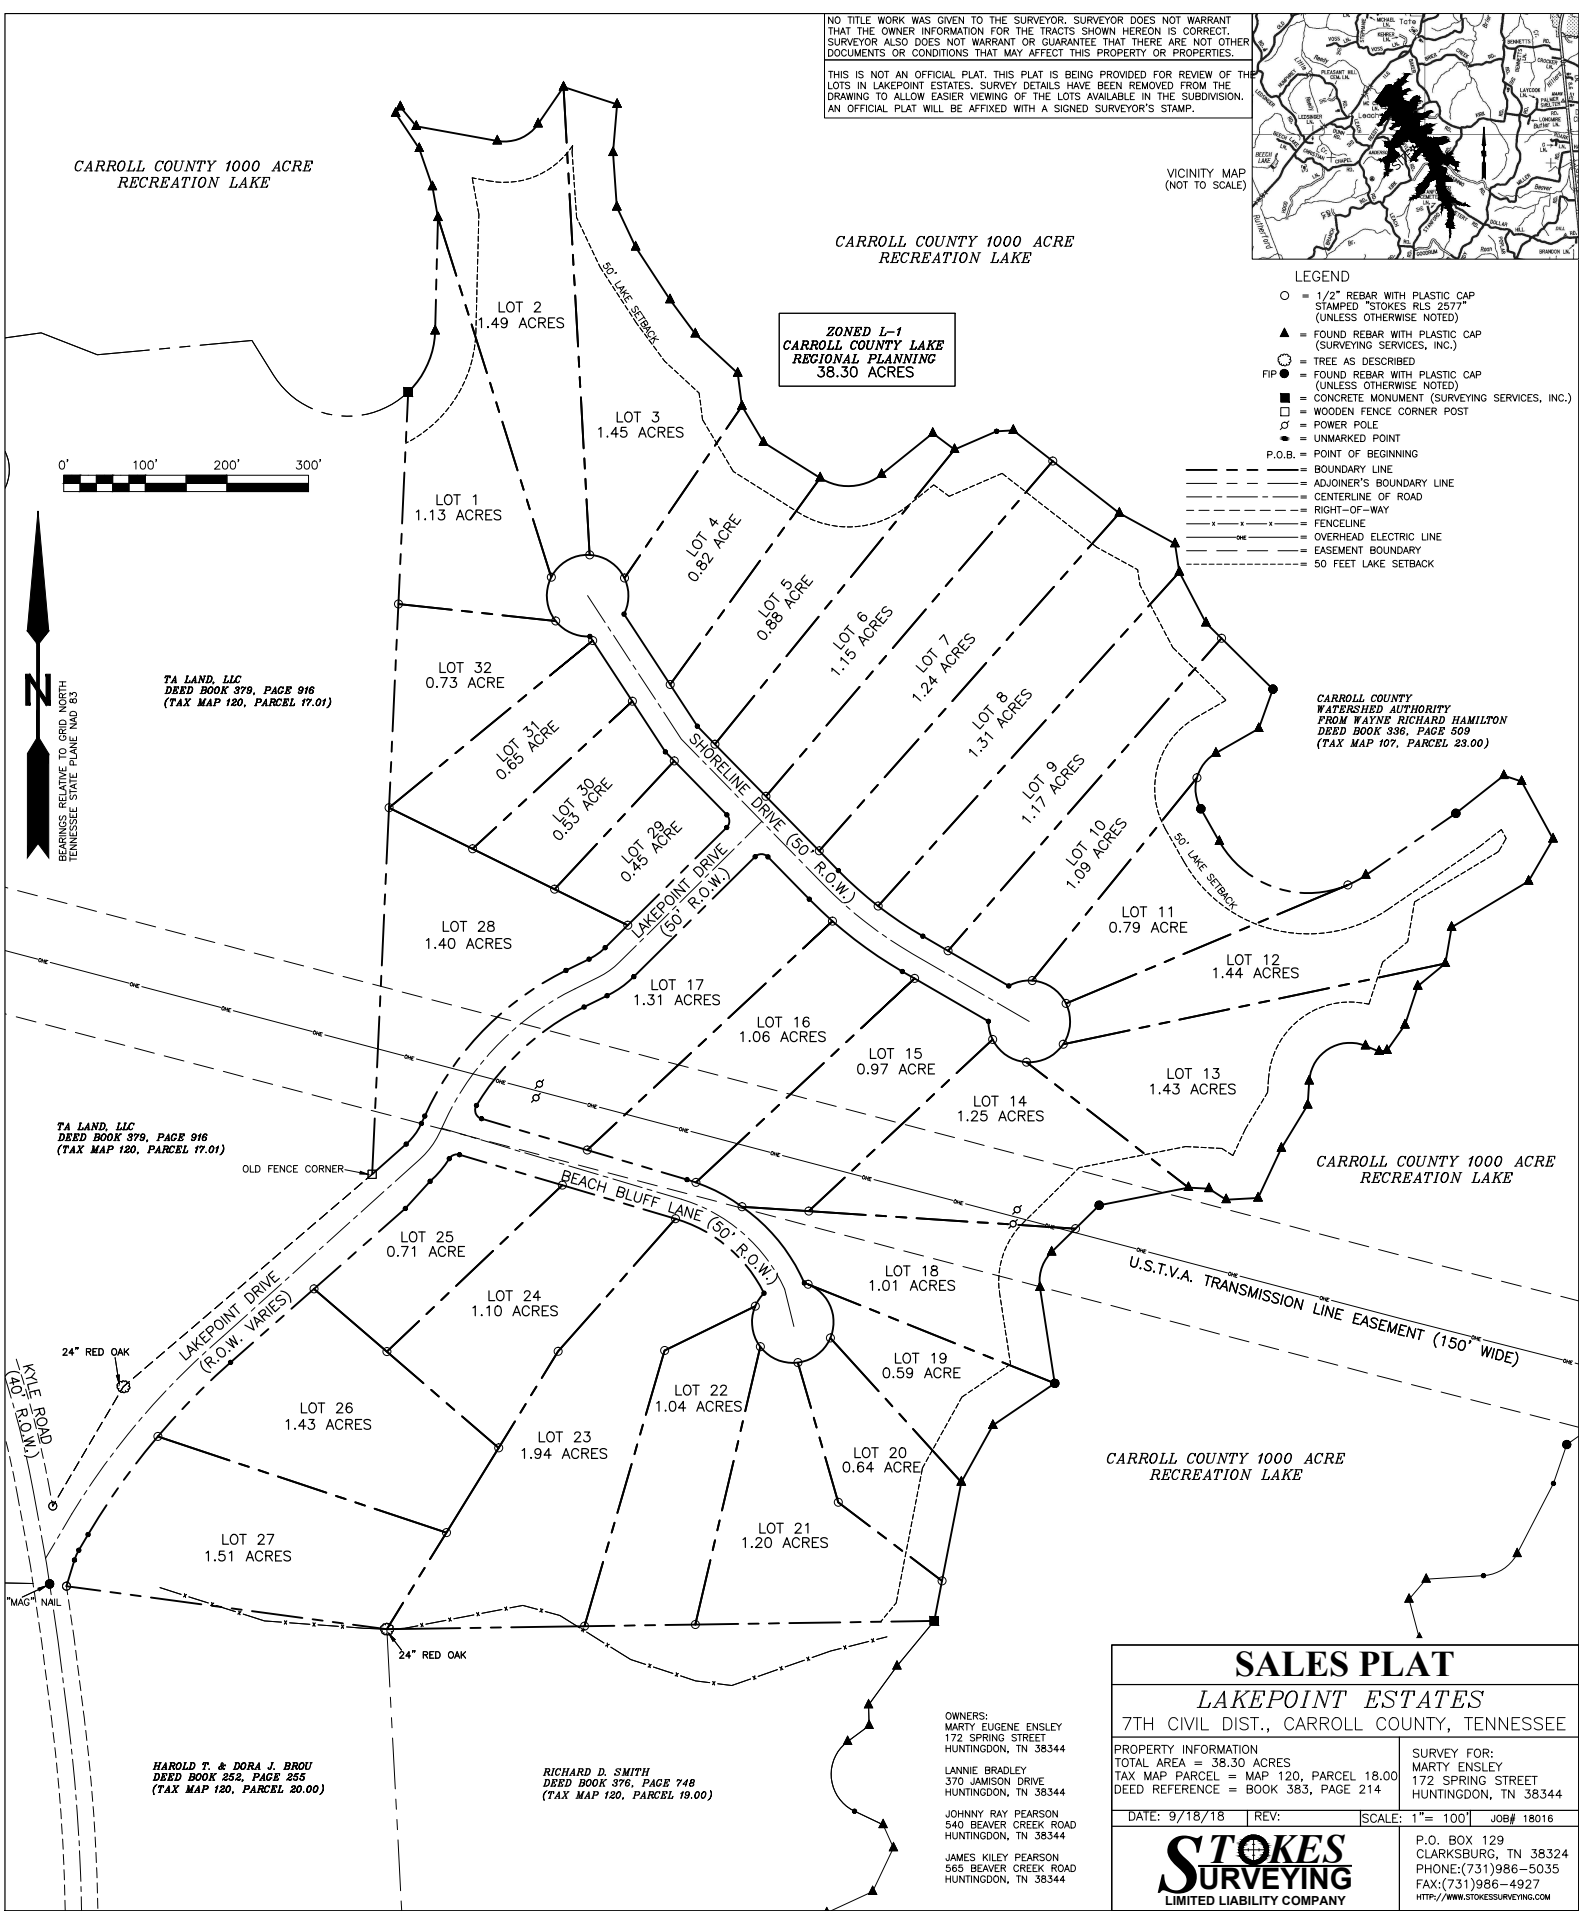 NO TITLE WORK WAS GIVEN TO THE SURVEYOR. SURVEYOR DOES NOT WARRANT
THAT THE OWNER INFORMATION FOR THE TRACTS SHOWN HEREON IS CORRECT.
SURVEYOR ALSO DOES NOT WARRANT OR GUARANTEE THAT THERE ARE NOT OTHER
DOCUMENTS OR CONDITIONS THAT MAY AFFECT THIS PROPERTY OR PROPERTIES.
THIS IS NOT AN OFFICIAL PLAT. THIS PLAT IS BEING PROVIDED FOR REVIEW OF THE
LOTS IN LAKEPOINT ESTATES. SURVEY DETAILS HAVE BEEN REMOVED FROM THE
DRAWING TO ALLOW EASIER VIEWING OF THE LOTS AVAILABLE IN THE SUBDIVISION.
AN OFFICIAL PLAT WILL BE AFFIXED WITH A SIGNED SURVEYOR'S STAMP.
VICINITY MAP
(NOT TO SCALE)
CARROLL COUNTY 1000 ACRE
RECREATION LAKE
CARROLL COUNTY 1000 ACRE
RECREATION LAKE
ZONED L-1
CARROLL COUNTY LAKE
REGIONAL PLANNING
38.30 ACRES
LEGEND
= 1/2" REBAR WITH PLASTIC CAP
STAMPED "STOKES RLS 2577"
(UNLESS OTHERWISE NOTED)
= FOUND REBAR WITH PLASTIC CAP
(SURVEYING SERVICES, INC.)
= TREE AS DESCRIBED
FIP = FOUND REBAR WITH PLASTIC CAP
(UNLESS OTHERWISE NOTED)
= CONCRETE MONUMENT (SURVEYING SERVICES, INC.)
= WOODEN FENCE CORNER POST
= POWER POLE
= UNMARKED POINT
P.O.B. = POINT OF BEGINNING
= BOUNDARY LINE
= ADJOINER'S BOUNDARY LINE
= CENTERLINE OF ROAD
= RIGHT-OF-WAY
= FENCELINE
OHE = OVERHEAD ELECTRIC LINE
= EASEMENT BOUNDARY
= 50 FEET LAKE SETBACK
0' 100' 200' 300'
N
BEARINGS RELATIVE TO GRID NORTH
TENNESSEE STATE PLANE NAD 83
50' LAKE SETBACK
LOT 2
1.49 ACRES
LOT 3
1.45 ACRES
LOT 1
1.13 ACRES
LOT 4
0.82 ACRE
LOT 5
0.88 ACRE
LOT 6
1.15 ACRES
LOT 7
1.24 ACRES
LOT 8
1.31 ACRES
LOT 9
1.17 ACRES
LOT 10
1.09 ACRES
LOT 11
0.79 ACRE
LOT 12
1.44 ACRES
LOT 13
1.43 ACRES
LOT 14
1.25 ACRES
LOT 15
0.97 ACRE
LOT 16
1.06 ACRES
LOT 17
1.31 ACRES
LOT 32
0.73 ACRE
LOT 31
0.65 ACRE
LOT 30
0.53 ACRE
LOT 29
0.45 ACRE
LOT 28
1.40 ACRES
SHORELINE DRIVE (50' R.O.W.)
LAKEPOINT DRIVE
(50' R.O.W.)
50' LAKE SETBACK
TA LAND, LLC
DEED BOOK 379, PAGE 916
(TAX MAP 120, PARCEL 17.01)
CARROLL COUNTY
WATERSHED AUTHORITY
FROM WAYNE RICHARD HAMILTON
DEED BOOK 336, PAGE 509
(TAX MAP 107, PARCEL 23.00)
TA LAND, LLC
DEED BOOK 379, PAGE 916
(TAX MAP 120, PARCEL 17.01)
OLD FENCE CORNER
CARROLL COUNTY 1000 ACRE
RECREATION LAKE
BEACH BLUFF LANE (50' R.O.W.)
U.S.T.V.A. TRANSMISSION LINE EASEMENT (150' WIDE)
LOT 25
0.71 ACRE
LOT 24
1.10 ACRES
LOT 18
1.01 ACRES
LOT 19
0.59 ACRE
LOT 22
1.04 ACRES
LOT 26
1.43 ACRES
LOT 23
1.94 ACRES
LOT 20
0.64 ACRE
LOT 27
1.51 ACRES
LOT 21
1.20 ACRES
LAKEPOINT DRIVE
(R.O.W. VARIES)
24" RED OAK
KYLE ROAD
(40' R.O.W.)
"MAG" NAIL
24" RED OAK
CARROLL COUNTY 1000 ACRE
RECREATION LAKE
HAROLD T. & DORA J. BROU
DEED BOOK 252, PAGE 255
(TAX MAP 120, PARCEL 20.00)
RICHARD D. SMITH
DEED BOOK 376, PAGE 748
(TAX MAP 120, PARCEL 19.00)
OWNERS:
MARTY EUGENE ENSLEY
172 SPRING STREET
HUNTINGDON, TN 38344
LANNIE BRADLEY
370 JAMISON DRIVE
HUNTINGDON, TN 38344
JOHNNY RAY PEARSON
540 BEAVER CREEK ROAD
HUNTINGDON, TN 38344
JAMES KILEY PEARSON
565 BEAVER CREEK ROAD
HUNTINGDON, TN 38344
SALES PLAT
LAKEPOINT ESTATES
7TH CIVIL DIST., CARROLL COUNTY, TENNESSEE
PROPERTY INFORMATION
TOTAL AREA = 38.30 ACRES
TAX MAP PARCEL = MAP 120, PARCEL 18.00
DEED REFERENCE = BOOK 383, PAGE 214
SURVEY FOR:
MARTY ENSLEY
172 SPRING STREET
HUNTINGDON, TN 38344
DATE: 9/18/18 REV: SCALE: 1"= 100' JOB# 18016
STOKES
SURVEYING
LIMITED LIABILITY COMPANY
P.O. BOX 129
CLARKSBURG, TN 38324
PHONE:(731)986-5035
FAX:(731)986-4927
HTTP://WWW.STOKESSURVEYING.COM